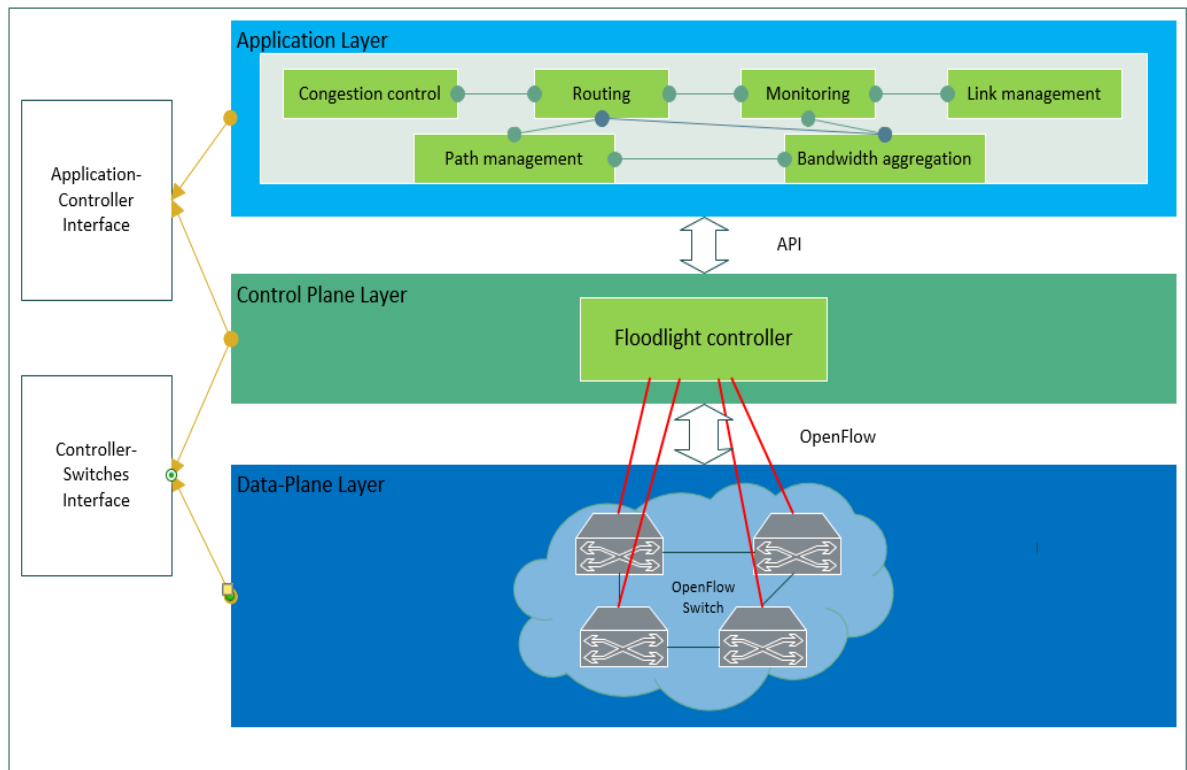 Application Layer
Congestion control
Routing
Monitoring
Link management
Path management
Bandwidth aggregation
Application-
Controller
Interface
API
Control Plane Layer
Floodlight controller
Controller-
Switches
Interface
OpenFlow
Data-Plane Layer
OpenFlow
Switch